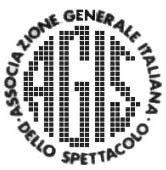 ASSOCIAZIONE GENERALE ITALIANA · DELLO SPETTACOLO ·
AGIS